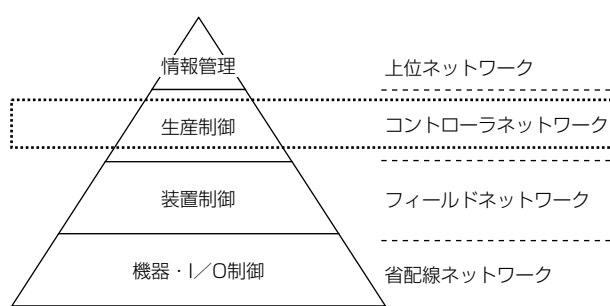 情報管理 上位ネットワーク
生産制御 コントローラネットワーク
装置制御 フィールドネットワーク
機器・I／O制御 省配線ネットワーク